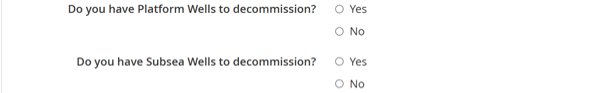 Do you have Platform Wells to decommission? Yes
No
Do you have Subsea Wells to decommission? Yes
No